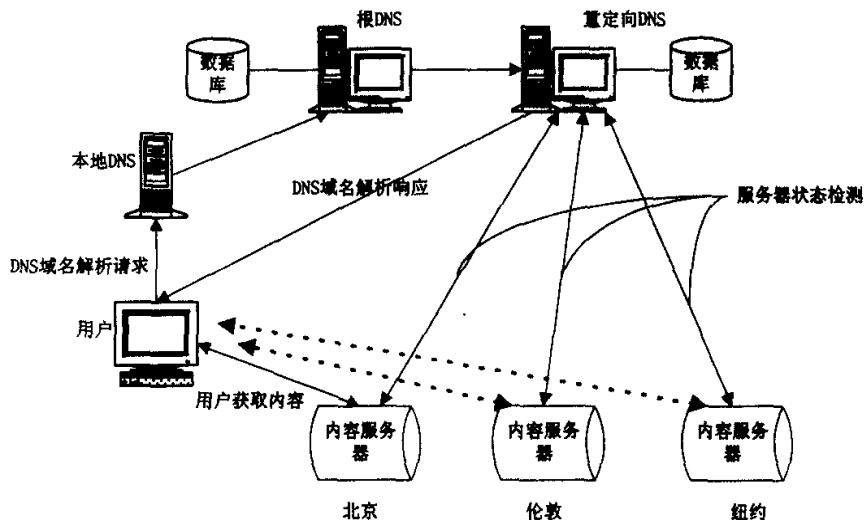 根DNS
重定向DNS
数据
库
数据
库
本地DNS
DNS域名解析响应
服务器状态检测
DNS域名解析请求
用户
用户获取内容
内容服务
器
内容服务
器
内容服务
器
北京
伦敦
纽约